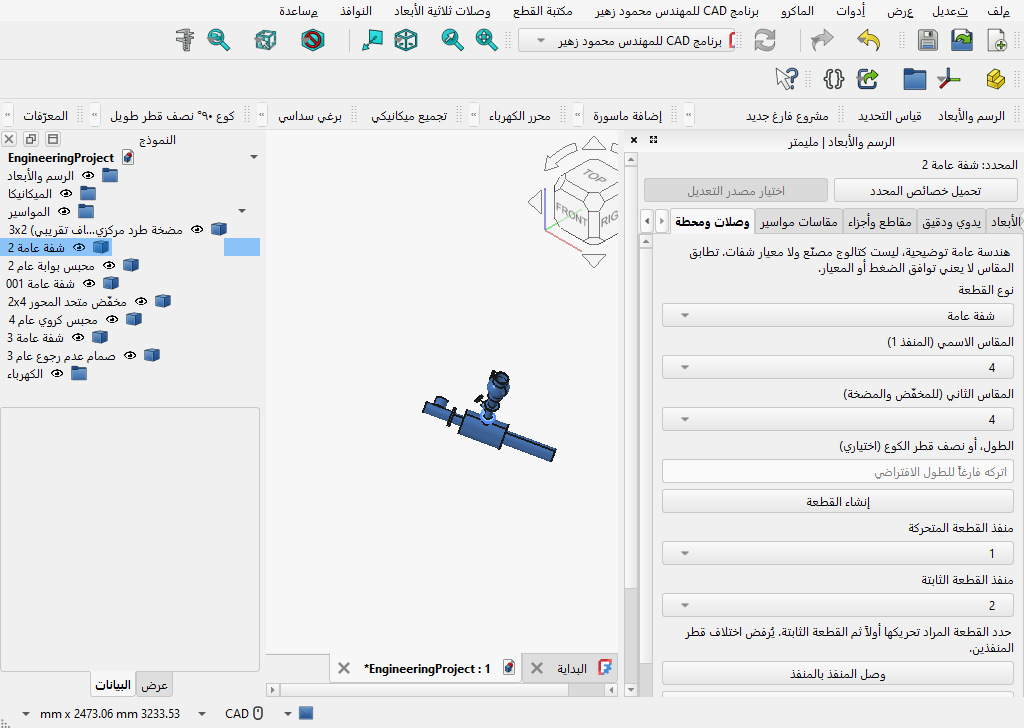 ملف تعديل عرض أدوات الماكرو برنامج CAD للمهندس محمود زهير مكتبة القطع وصلات ثلاثية الأبعاد النوافذ مساعدة
برنامج CAD للمهندس محمود زهير
الرسم والأبعاد قياس التحديد مشروع فارغ جديد إضافة ماسورة محرر الكهرباء تجميع ميكانيكي برغي سداسي كوع ٩٠° نصف قطر طويل المعرّفات
الرسم والأبعاد | مليمتر
المحدد: شفة عامة 2
تحميل خصائص المحدد
اختيار مصدر التعديل
الأبعاد يدوي ودقيق مقاطع وأجزاء مقاسات مواسير وصلات ومحطة
هندسة عامة توضيحية، ليست كتالوج مصنّع ولا معيار شفات. تطابق
المقاس لا يعني توافق الضغط أو المعيار.
نوع القطعة
شفة عامة
المقاس الاسمي (المنفذ 1)
4
المقاس الثاني (للمخفّض والمضخة)
4
الطول، أو نصف قطر الكوع (اختياري)
اتركه فارغاً للطول الافتراضي
إنشاء القطعة
منفذ القطعة المتحركة
1
منفذ القطعة الثابتة
2
حدد القطعة المراد تحريكها أولاً ثم القطعة الثابتة. يُرفض اختلاف قطر
المنفذين.
وصل المنفذ بالمنفذ
TOP
FRONT
RIG
البداية
EngineeringProject : 1*
النموذج
EngineeringProject
الرسم والأبعاد
الميكانيكا
المواسير
مضخة طرد مركزي...اف تقريبي) 3x2
شفة عامة 2
محبس بوابة عام 2
شفة عامة 001
مخفّض متحد المحور 2x4
محبس كروي عام 4
شفة عامة 3
صمام عدم رجوع عام 3
الكهرباء
عرض البيانات
CAD
mm x 2473.06 mm 3233.53